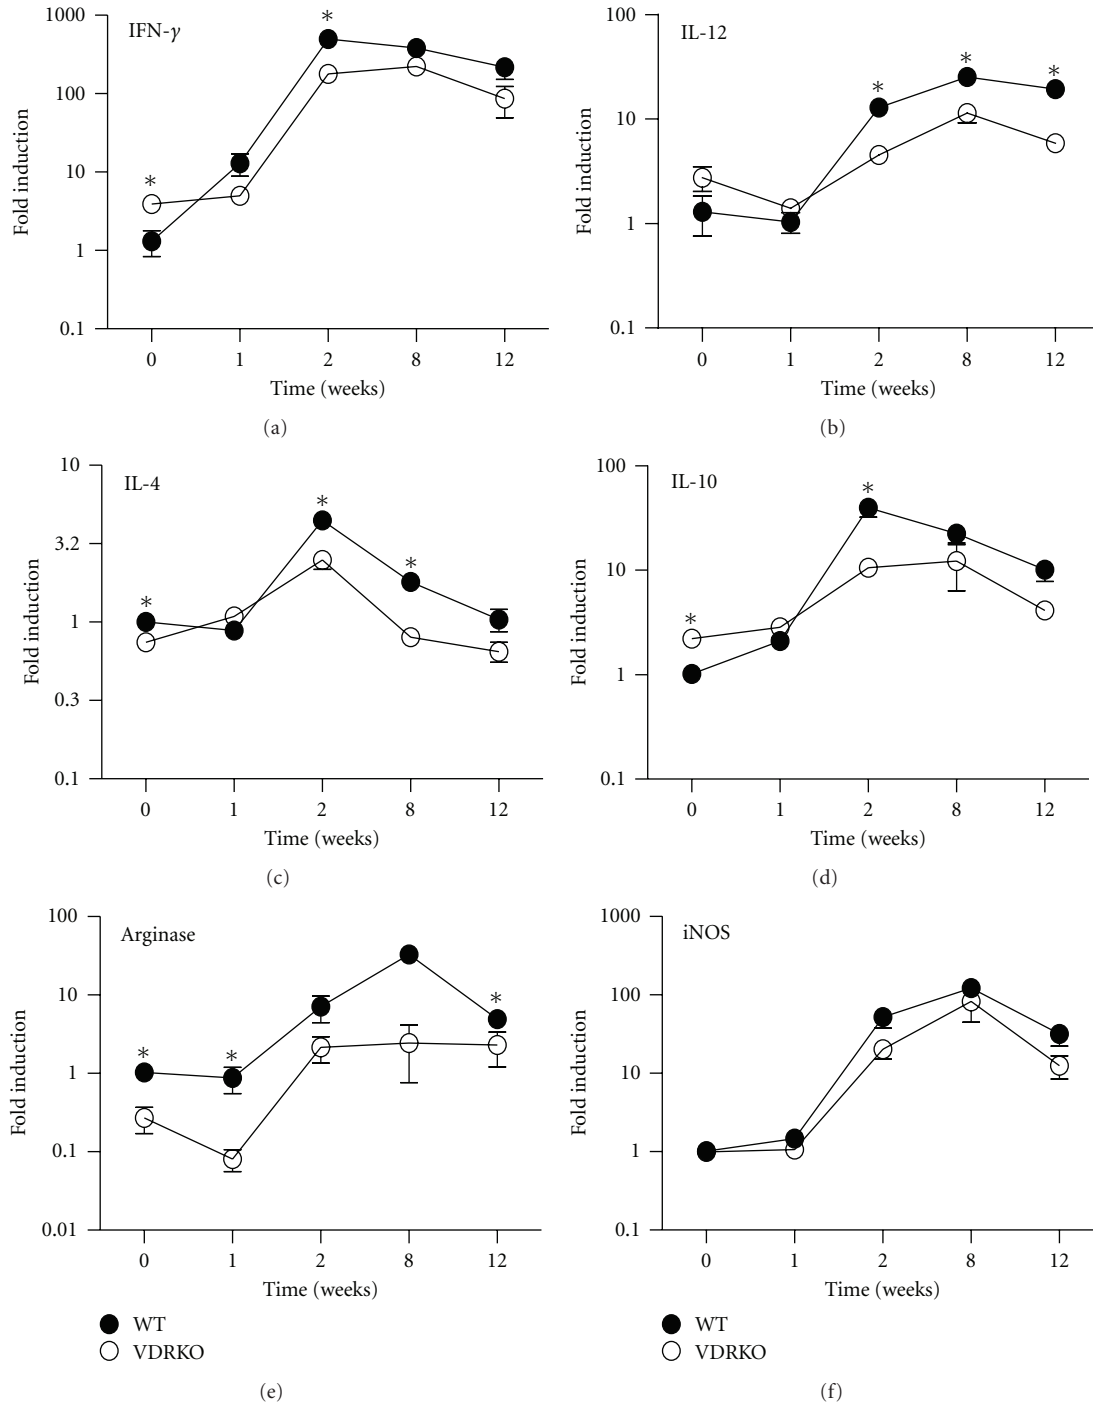 IFN-γ
*
*
1000
100
10
1
0.1
Fold induction
0 1 2 8 12
Time (weeks)
(a)
IL-12
*
*
*
100
10
1
0.1
Fold induction
0 1 2 8 12
Time (weeks)
(b)
IL-4
*
*
*
10
3.2
1
0.3
0.1
Fold induction
0 1 2 8 12
Time (weeks)
(c)
IL-10
*
*
100
10
1
0.1
Fold induction
0 1 2 8 12
Time (weeks)
(d)
Arginase
*
*
*
100
10
1
0.1
0.01
Fold induction
0 1 2 8 12
Time (weeks)
WT
VDRKO
(e)
iNOS
1000
100
10
1
0.1
Fold induction
0 1 2 8 12
Time (weeks)
WT
VDRKO
(f)